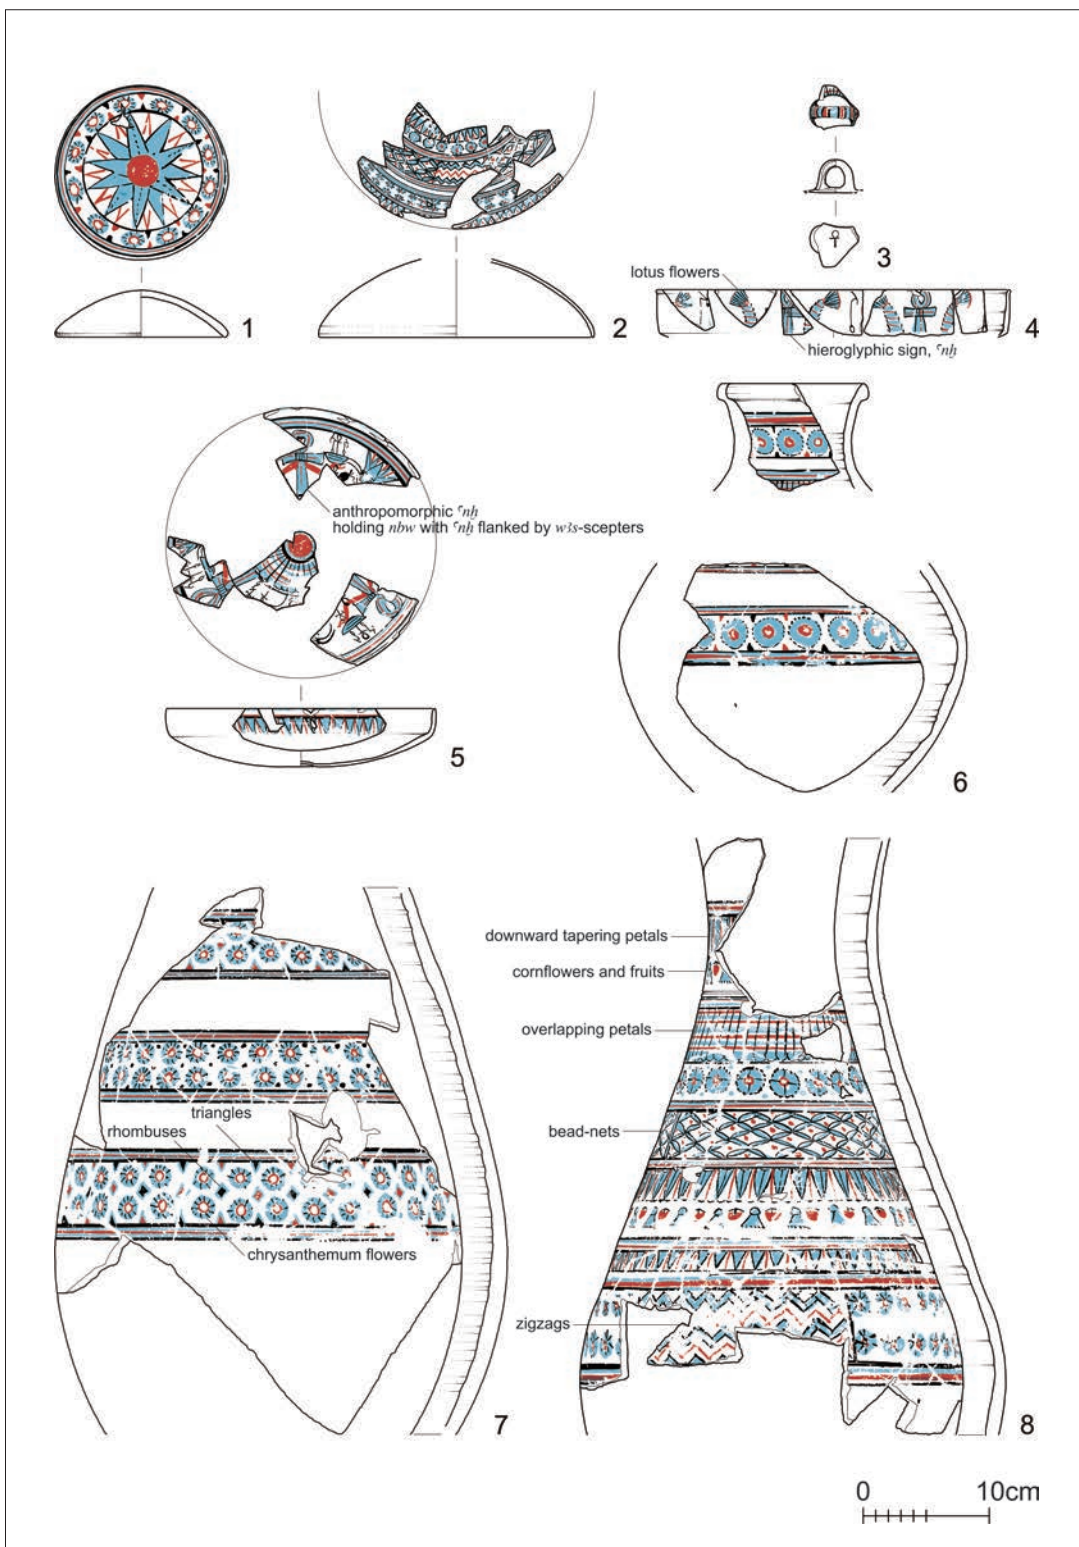 1
2
3
lotus flowers
4
hieroglyphic sign, ꜥnḫ
anthropomorphic ꜥnḫ
holding nbw with ꜥnḫ flanked by wꜣs-scepters
5
6
downward tapering petals
cornflowers and fruits
overlapping petals
triangles
rhombuses
bead-nets
chrysanthemum flowers
zigzags
7
8
0 10cm